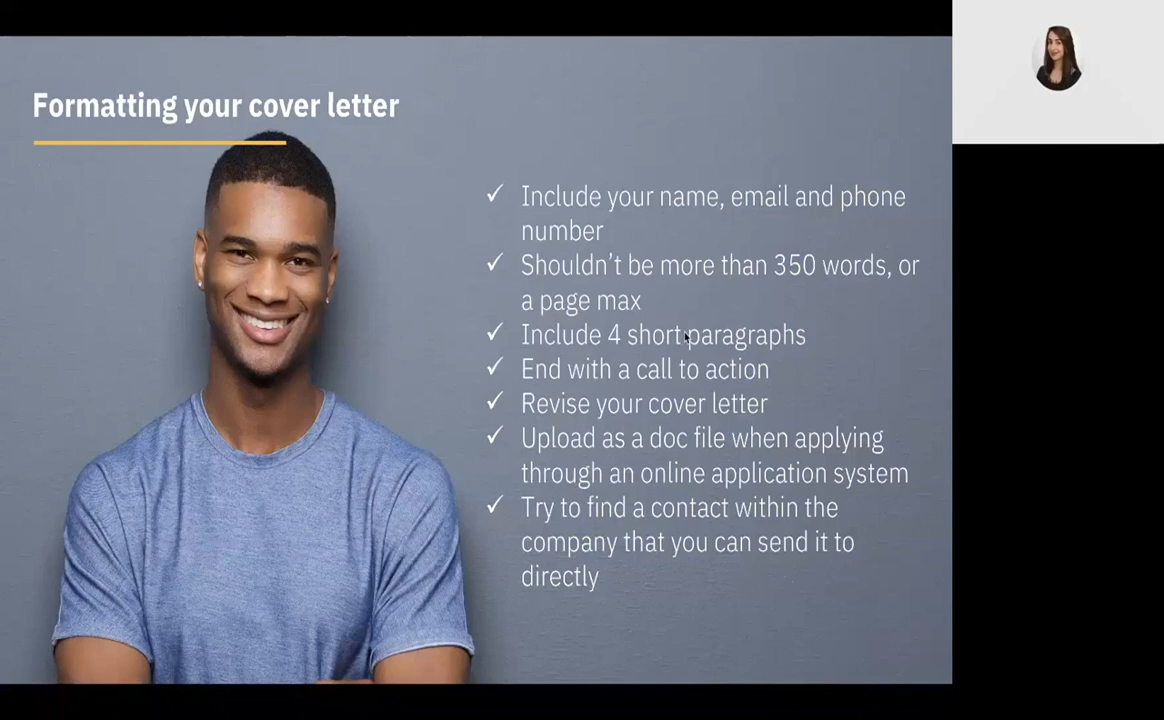 Formatting your cover letter
✓ Include your name, email and phone
number
✓ Shouldn’t be more than 350 words, or
a page max
✓ Include 4 short paragraphs
✓ End with a call to action
✓ Revise your cover letter
✓ Upload as a doc file when applying
through an online application system
✓ Try to find a contact within the
company that you can send it to
directly